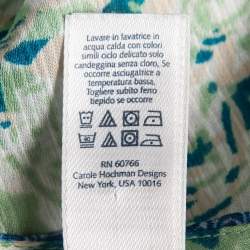 Lavare in lavatrice in
acqua calda con colori
simili ciclo delicato solo
candeggina senza cloro, Se
occorre asciugatrice a
temperatura bassa,
Togliere subito ferro
tiepido se occorre
RN 60766
Carole Hochman Designs
New York, USA 10016